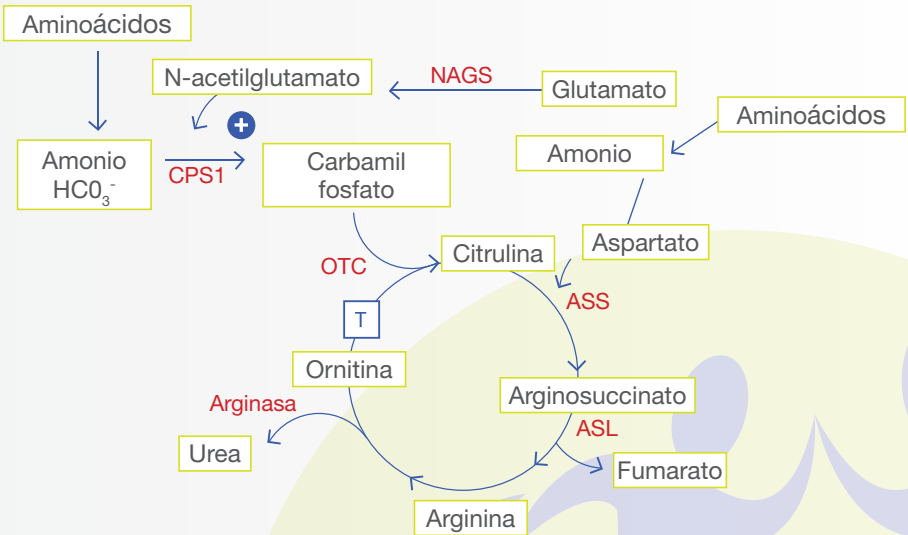 Aminoácidos
N-acetilglutamato
NAGS
Glutamato
Aminoácidos
+
Amonio
HC0₃⁻
CPS1
Carbamil
fosfato
Amonio
Aspartato
OTC
Citrulina
ASS
T
Ornitina
Arginosuccinato
Arginasa
ASL
Urea
Fumarato
Arginina